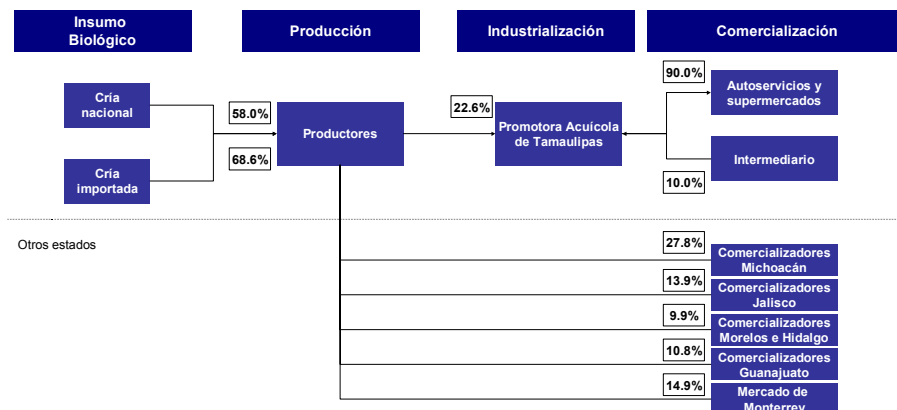 Insumo
Biológico
Producción
Industrialización
Comercialización
Cría
nacional
Cría
importada
58.0%
68.6%
Productores
22.6%
Promotora Acuícola
de Tamaulipas
90.0%
Autoservicios y
supermercados
Intermediario
10.0%
Otros estados
27.8%
Comercializadores
Michoacán
13.9%
Comercializadores
Jalisco
9.9%
Comercializadores
Morelos e Hidalgo
10.8%
Comercializadores
Guanajuato
14.9%
Mercado de
Monterrey